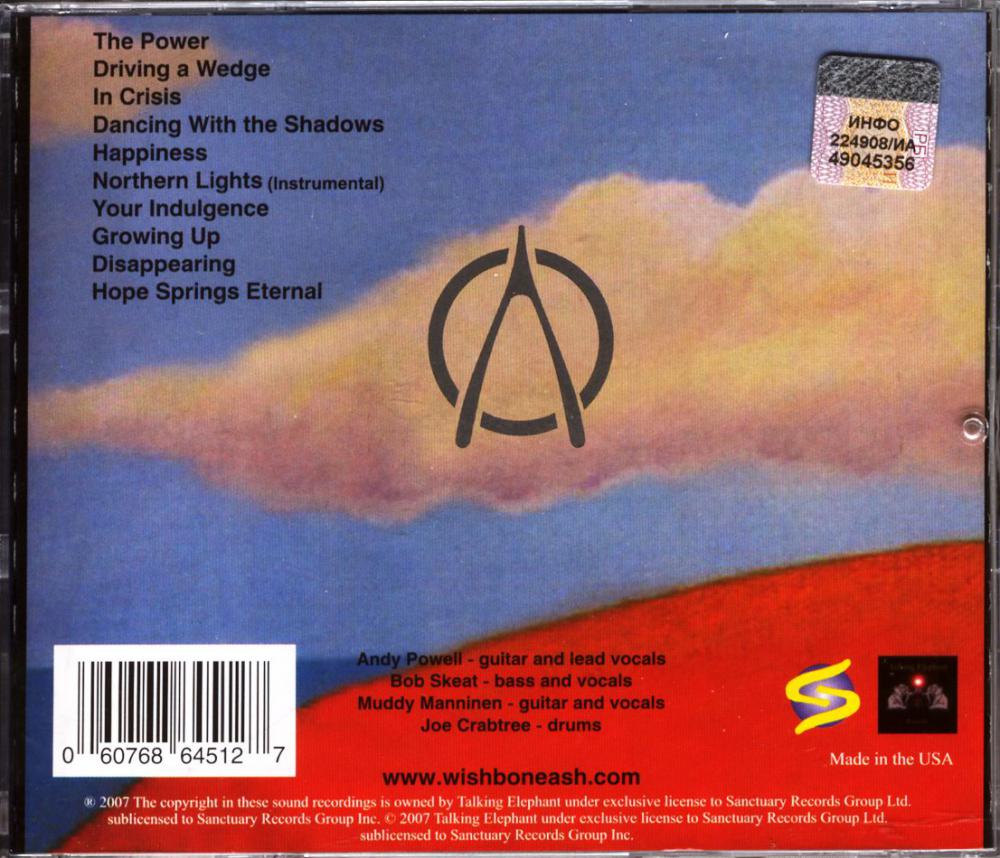 The Power
Driving a Wedge
In Crisis
Dancing With the Shadows
Happiness
Northern Lights (Instrumental)
Your Indulgence
Growing Up
Disappearing
Hope Springs Eternal
ИНФО
224908/ИА
49045356
Andy Powell - guitar and lead vocals
Bob Skeat - bass and vocals
Muddy Manninen - guitar and vocals
Joe Crabtree - drums
www.wishboneash.com
0 60768 64512 7
Talking Elephant
Made in the USA
℗ 2007 The copyright in these sound recordings is owned by Talking Elephant under exclusive license to Sanctuary Records Group Ltd.
sublicensed to Sanctuary Records Group Inc. © 2007 Talking Elephant under exclusive license to Sanctuary Records Group Ltd.
sublicensed to Sanctuary Records Group Inc.